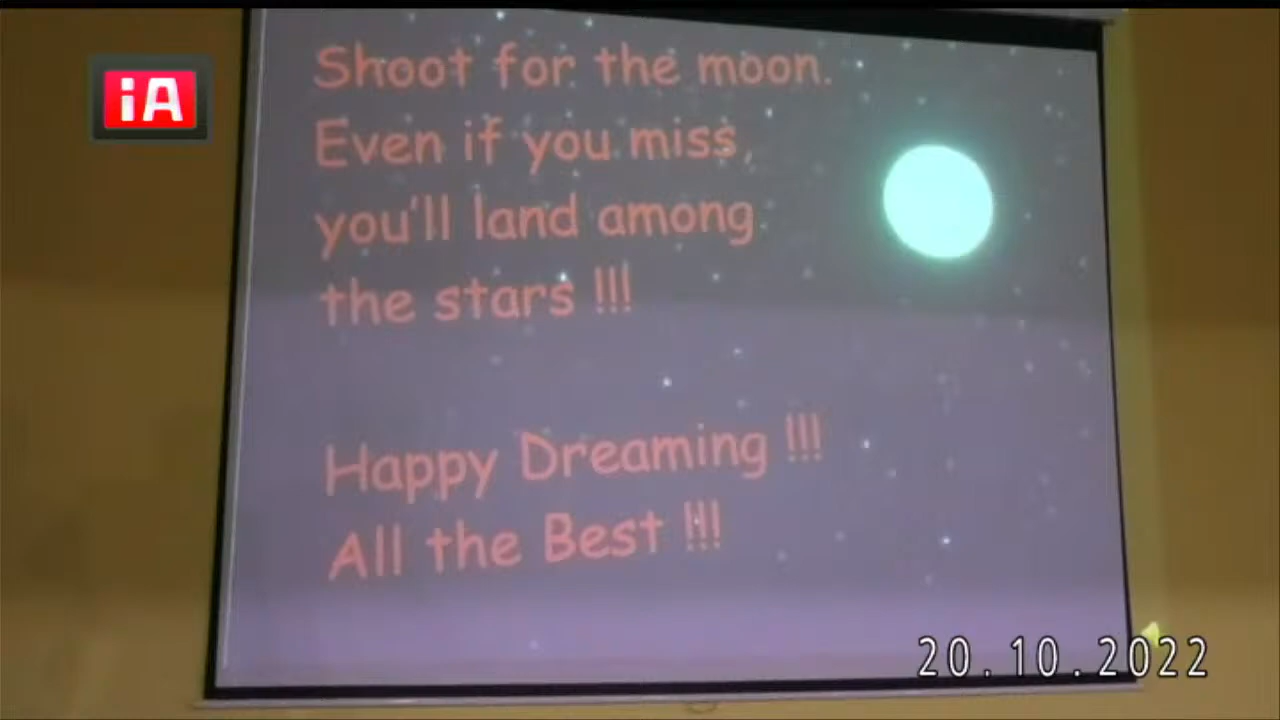 iA
Shoot for the moon.
Even if you miss,
you'll land among
the stars !!!
Happy Dreaming !!!
All the Best !!!
20.10.2022